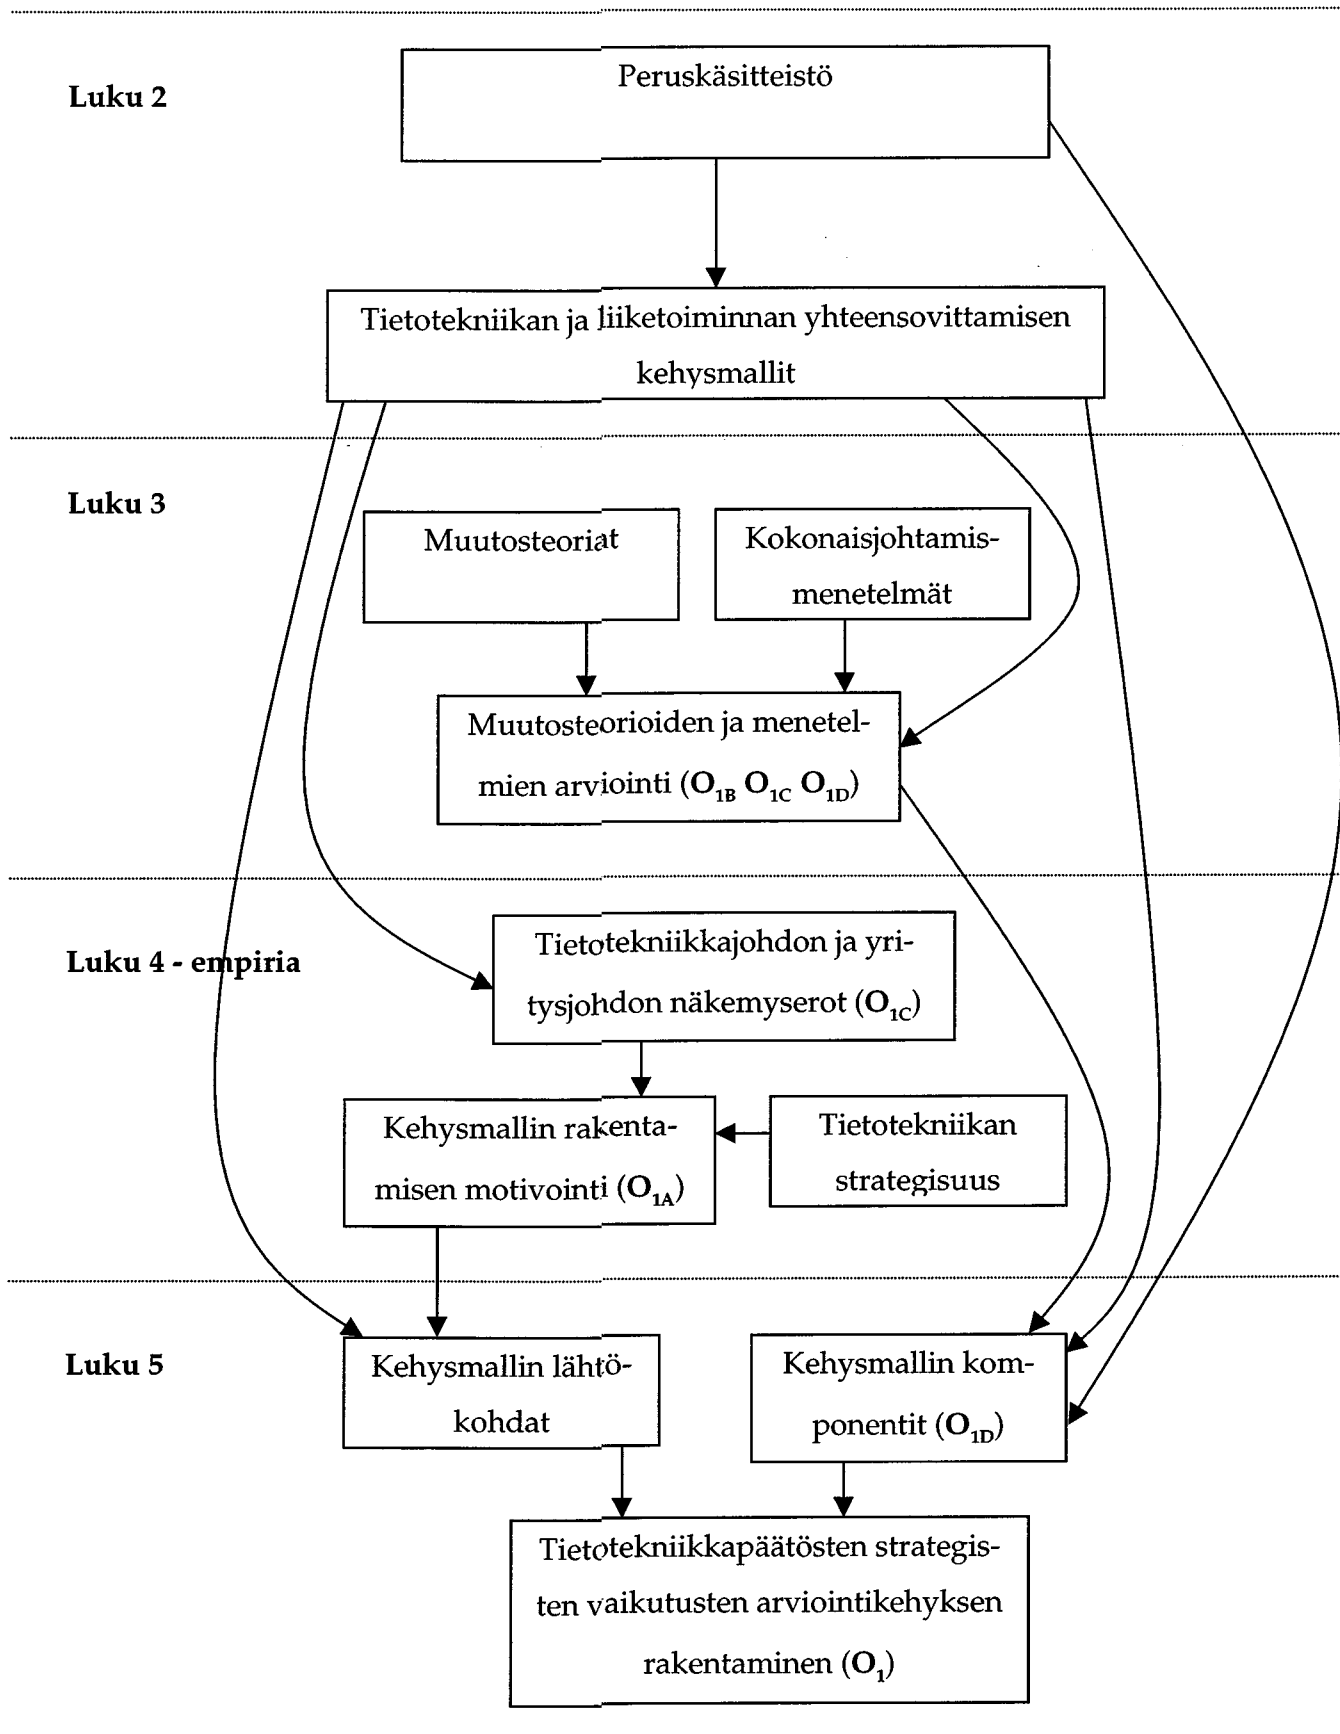 Luku 2
Peruskäsitteistö
Tietotekniikan ja liiketoiminnan yhteensovittamisen
kehysmallit
Luku 3
Muutosteoriat
Kokonaisjohtamis-
menetelmät
Muutosteorioiden ja menetel-
mien arviointi (O1B O1C O1D)
Luku 4 - empiria
Tietotekniikkajohdon ja yri-
tysjohdon näkemyserot (O1C)
Kehysmallin rakenta-
misen motivointi (O1A)
Tietotekniikan
strategisuus
Luku 5
Kehysmallin lähtö-
kohdat
Kehysmallin kom-
ponentit (O1D)
Tietotekniikkapäätösten strategis-
ten vaikutusten arviointikehyksen
rakentaminen (O1)